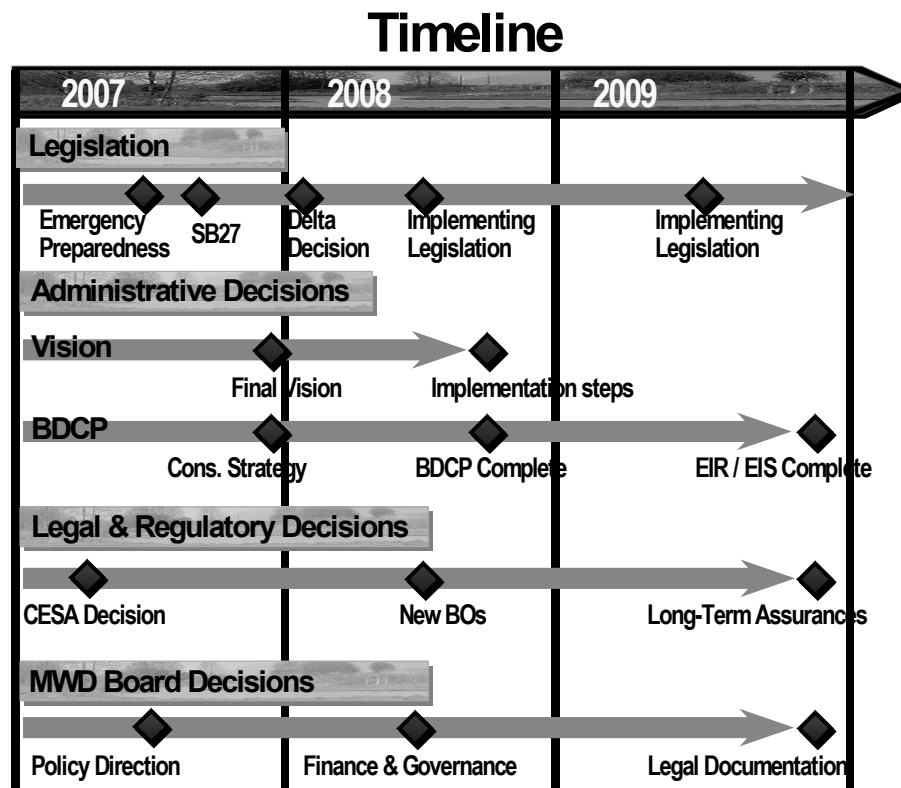 Timeline
2007 2008 2009
Legislation
Emergency SB27 Delta Implementing Implementing
Preparedness Decision Legislation Legislation
Administrative Decisions
Vision
Final Vision Implementation steps
BDCP
Cons. Strategy BDCP Complete EIR / EIS Complete
Legal & Regulatory Decisions
CESA Decision New BOs Long-Term Assurances
MWD Board Decisions
Policy Direction Finance & Governance Legal Documentation